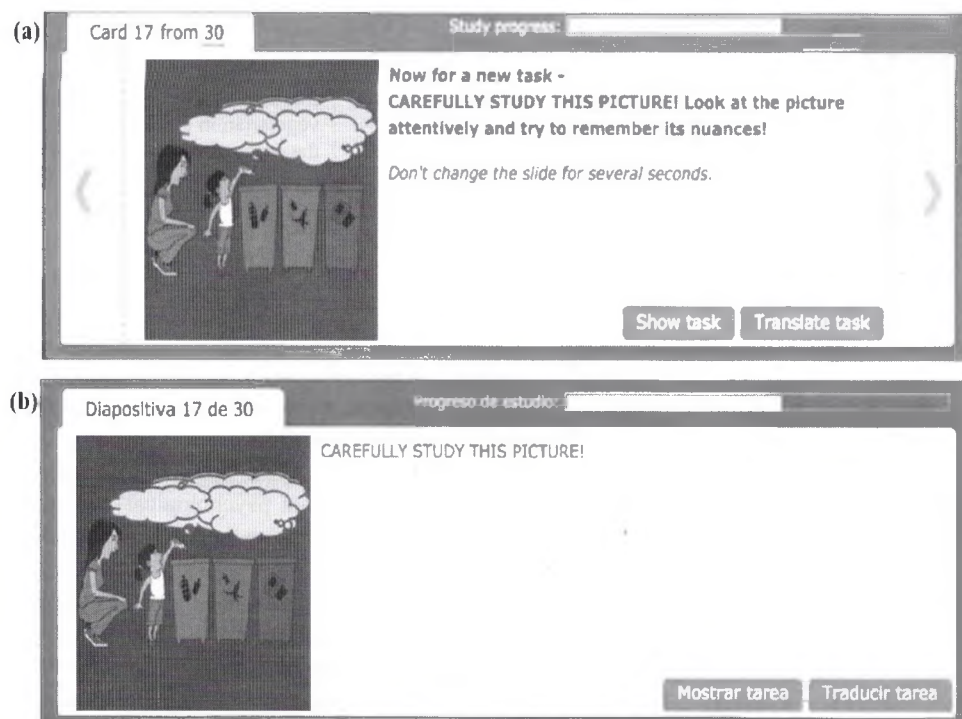 (a)
Card 17 from 30
Study progress:
Now for a new task -
CAREFULLY STUDY THIS PICTURE! Look at the picture
attentively and try to remember its nuances!
Don't change the slide for several seconds.
Show task
Translate task
(b)
Diapositiva 17 de 30
Progreso de estudio:
CAREFULLY STUDY THIS PICTURE!
Mostrar tarea
Traducir tarea